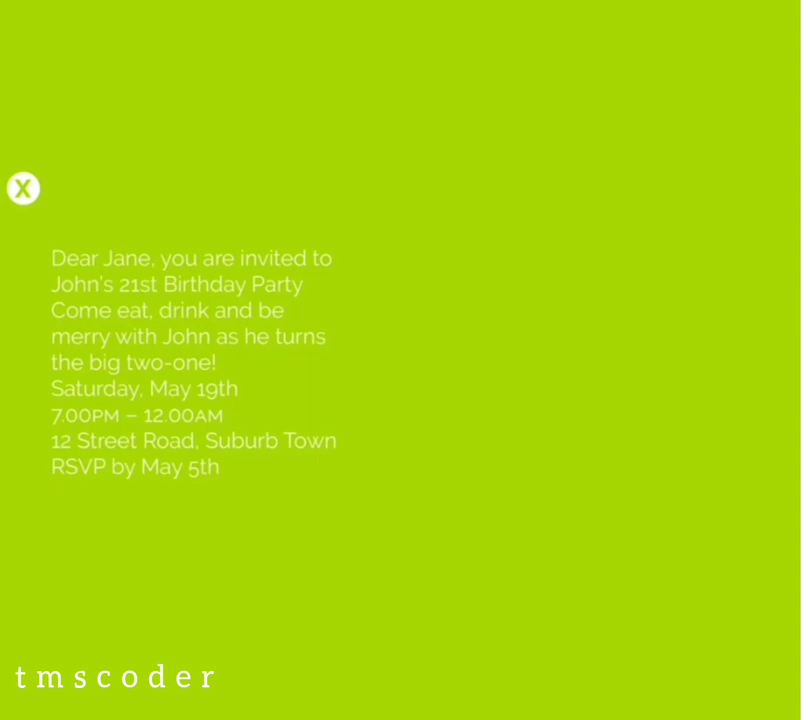 X
Dear Jane, you are invited to
John's 21st Birthday Party
Come eat, drink and be
merry with John as he turns
the big two-one!
Saturday, May 19th
7.00PM – 12.00AM
12 Street Road, Suburb Town
RSVP by May 5th
tmscoder